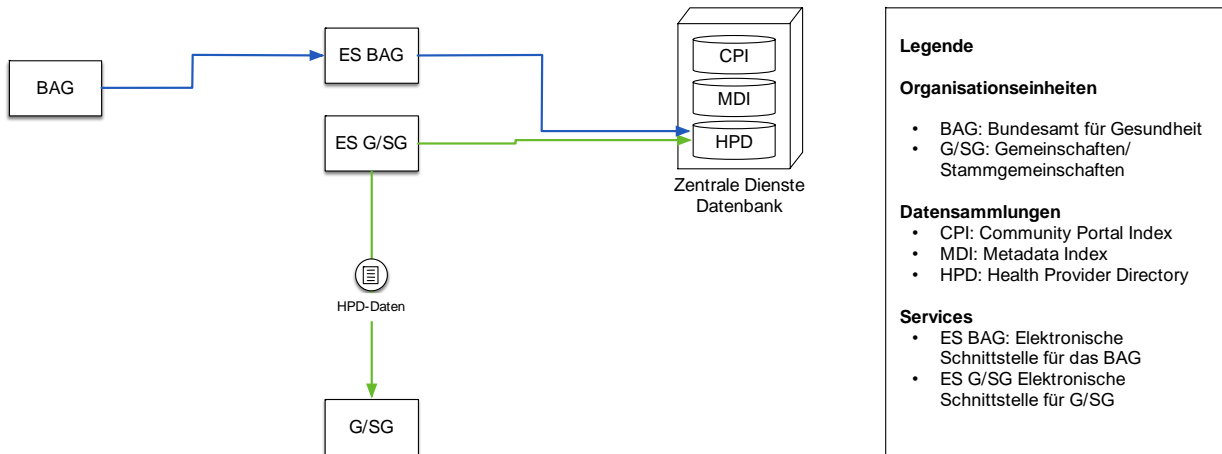 BAG
ES BAG
ES G/SG
HPD-Daten
G/SG
CPI
MDI
HPD
Zentrale Dienste
Datenbank
Legende
Organisationseinheiten
• BAG: Bundesamt für Gesundheit
• G/SG: Gemeinschaften/
Stammgemeinschaften
Datensammlungen
• CPI: Community Portal Index
• MDI: Metadata Index
• HPD: Health Provider Directory
Services
• ES BAG: Elektronische
Schnittstelle für das BAG
• ES G/SG Elektronische
Schnittstelle für G/SG